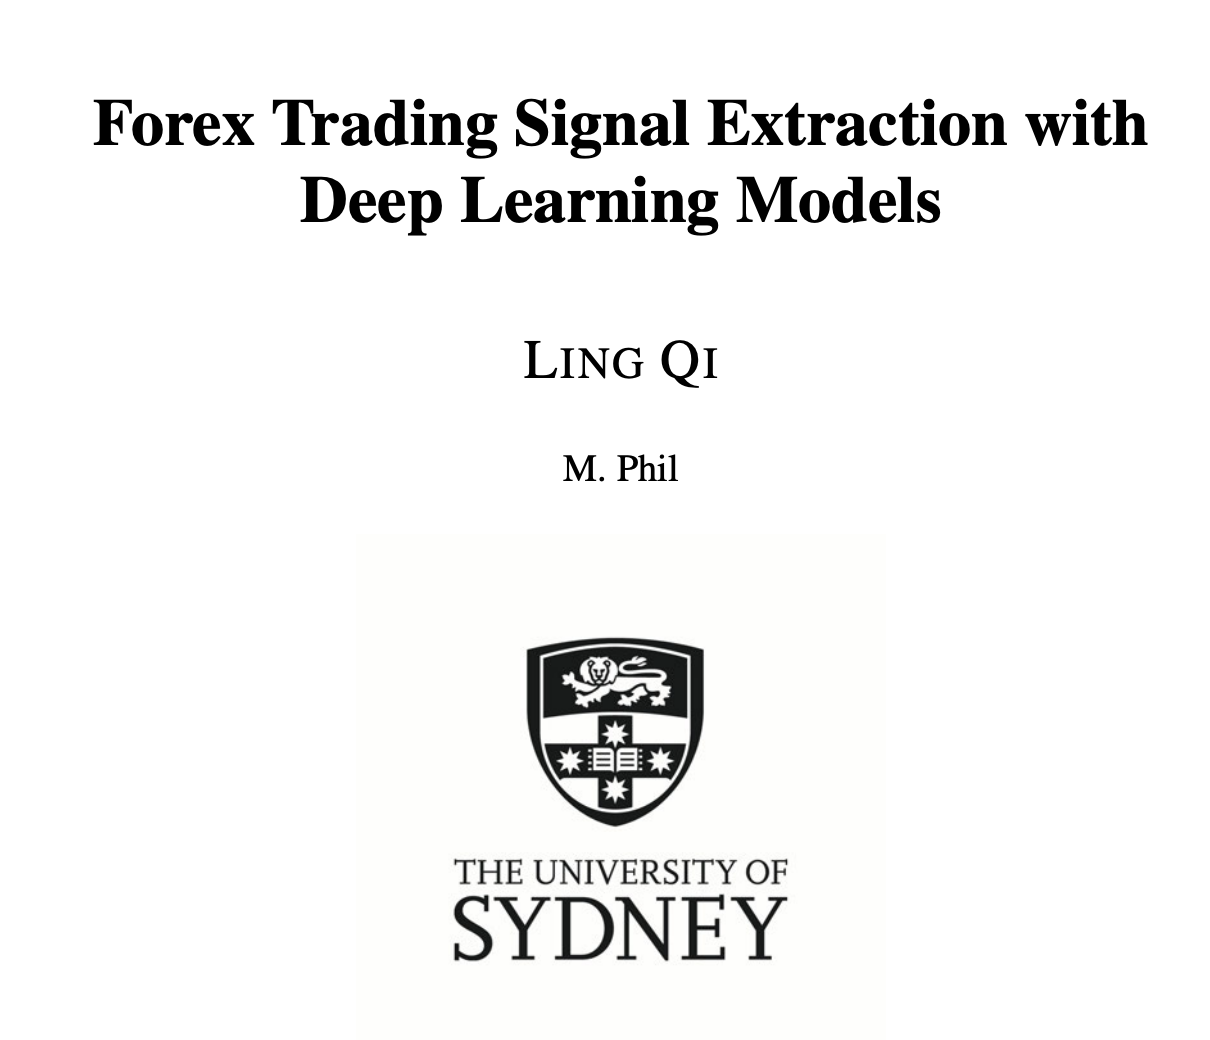 Forex Trading Signal Extraction with
Deep Learning Models
LING QI
M. Phil
THE UNIVERSITY OF
SYDNEY